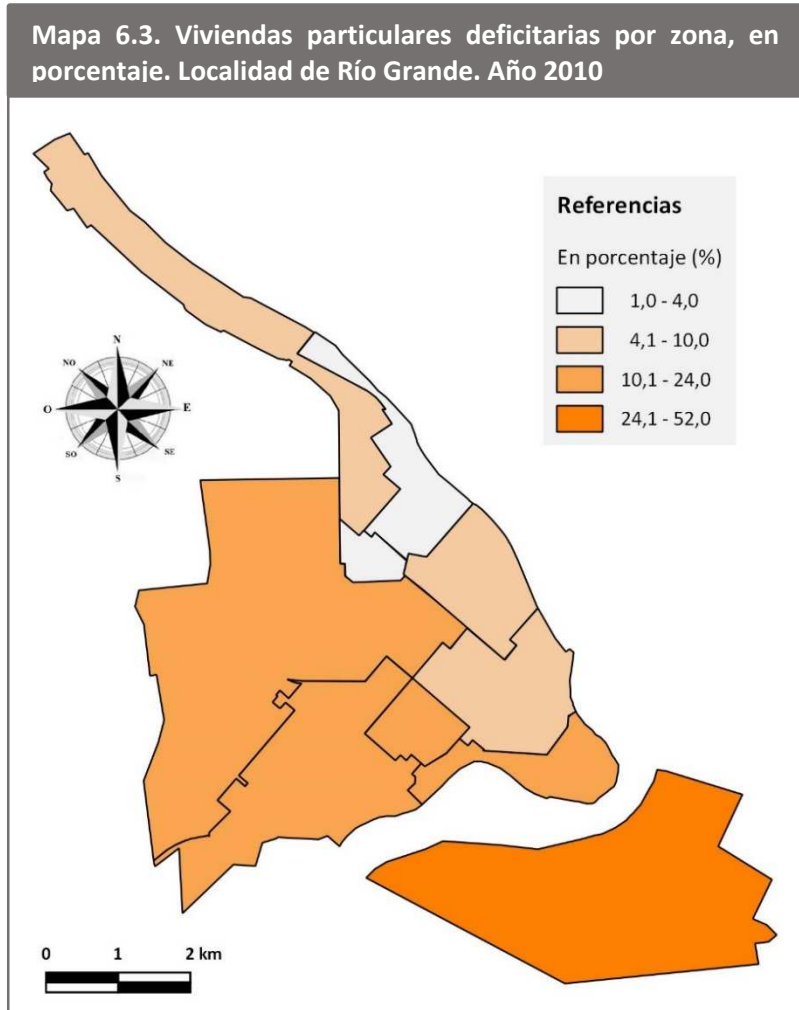 Mapa 6.3. Viviendas particulares deficitarias por zona, en
porcentaje. Localidad de Río Grande. Año 2010
Referencias
En porcentaje (%)
1,0 - 4,0
4,1 - 10,0
10,1 - 24,0
24,1 - 52,0
N
NO
NE
O
E
SO
SE
S
0 1 2 km